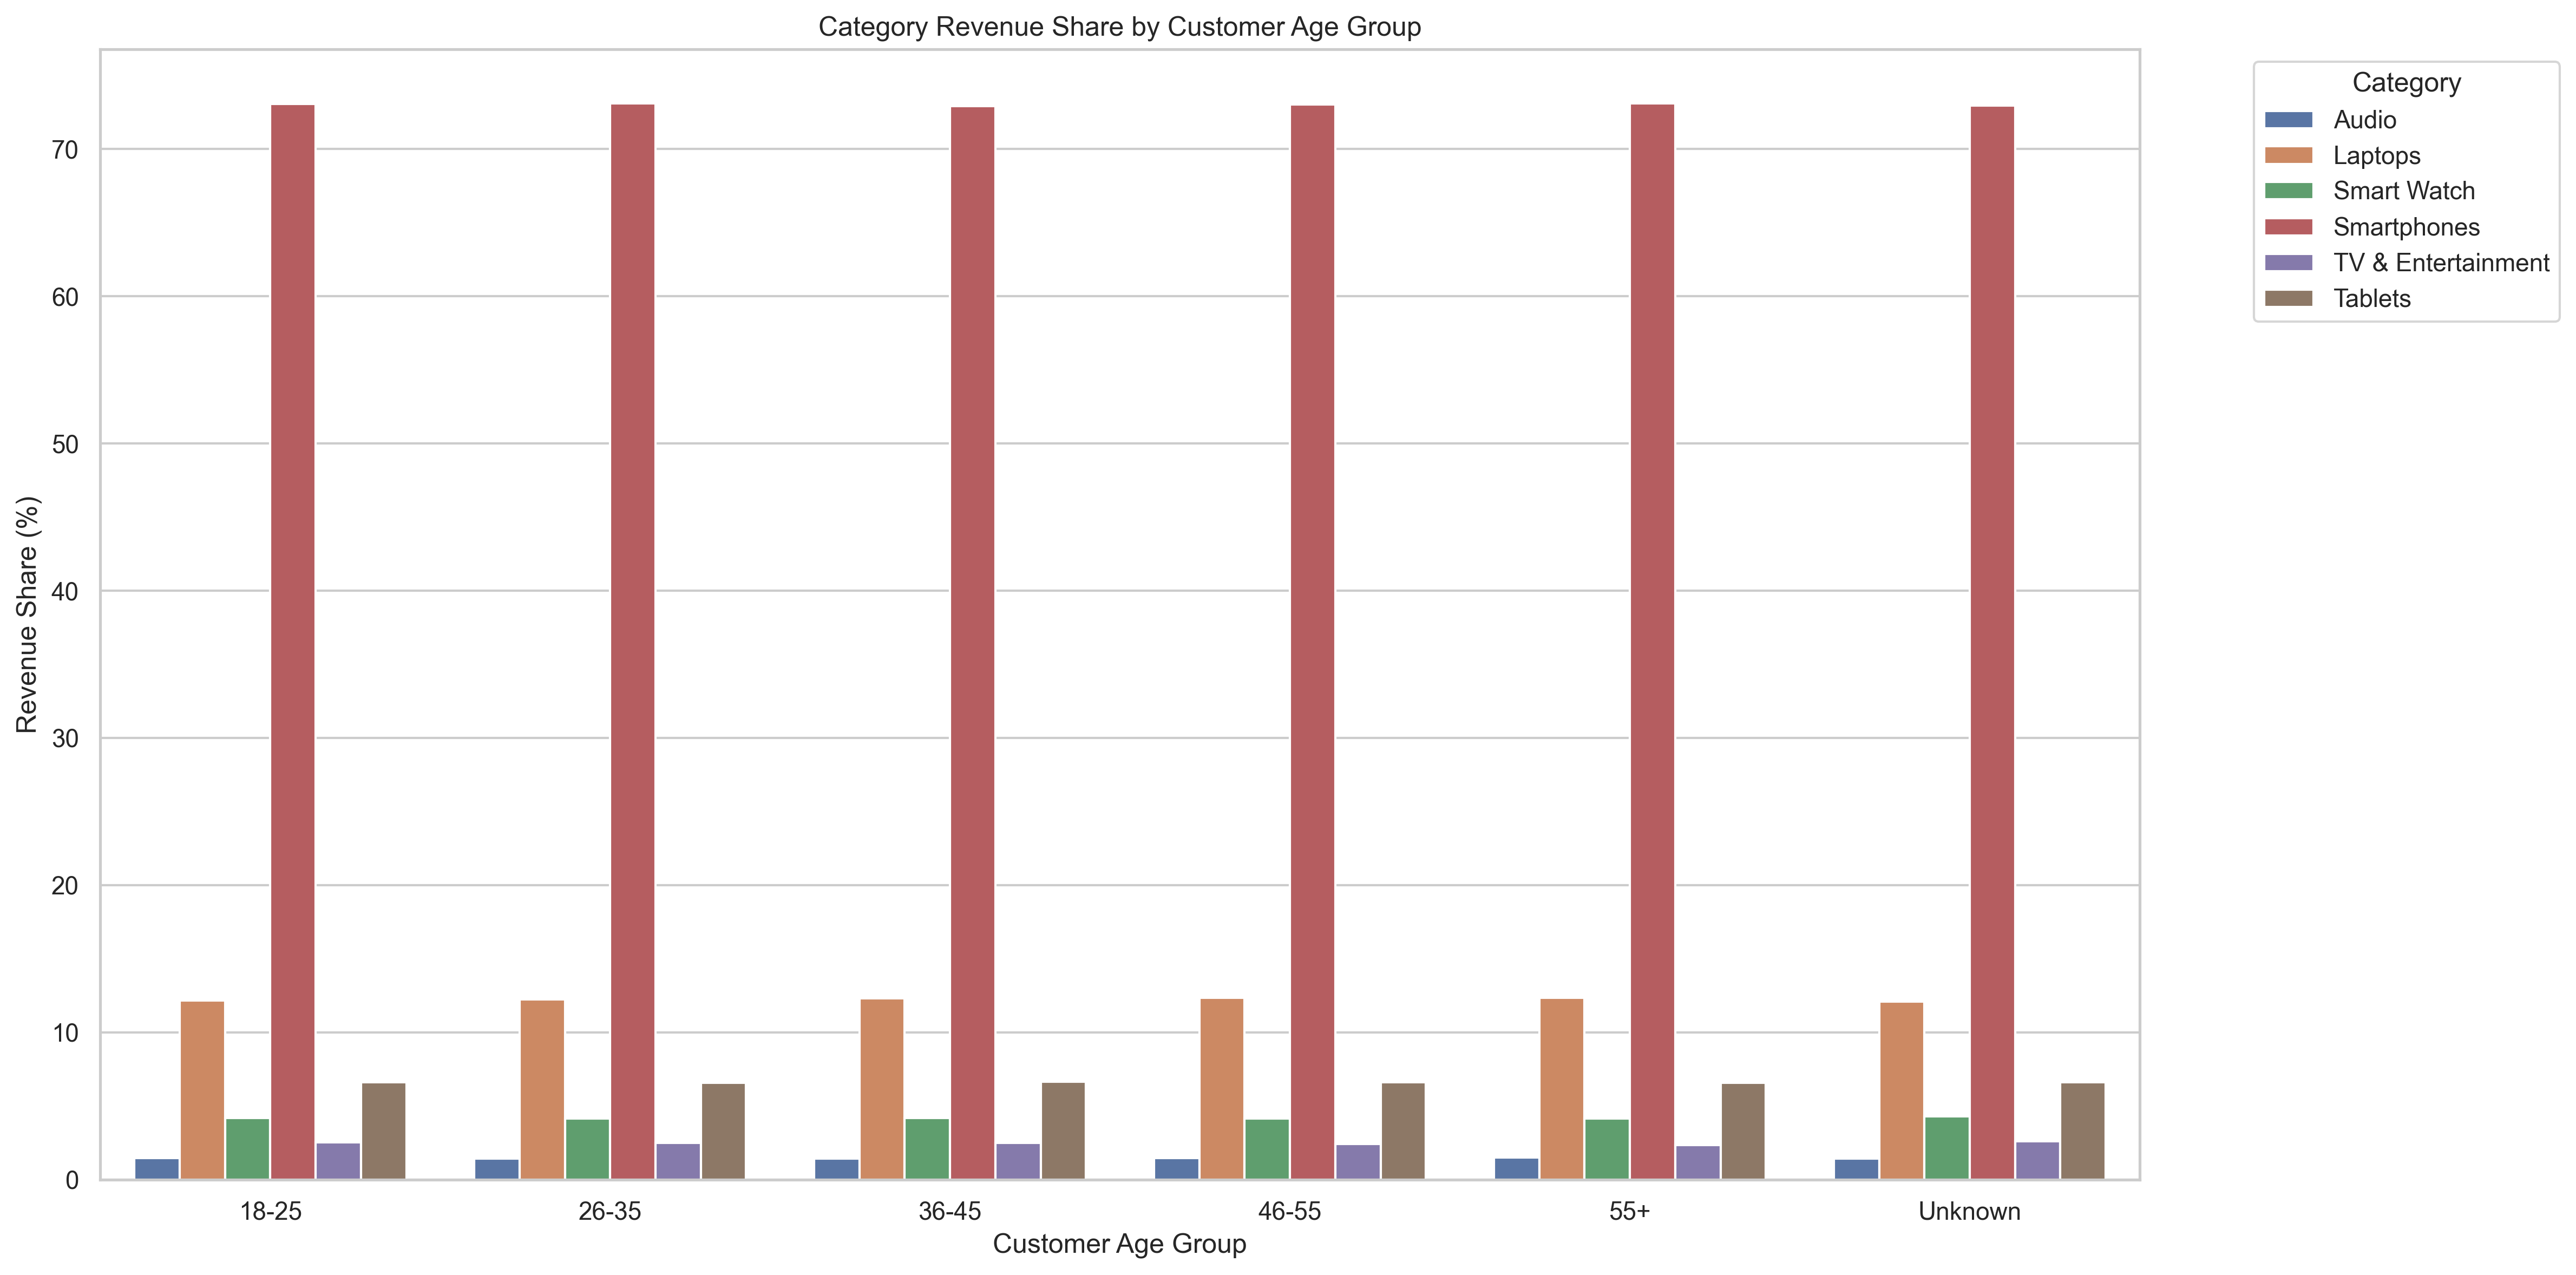 Category Revenue Share by Customer Age Group
Category
Audio
Laptops
Smart Watch
Smartphones
TV & Entertainment
Tablets
Revenue Share (%)
70
60
50
40
30
20
10
0
18-25 26-35 36-45 46-55 55+ Unknown
Customer Age Group